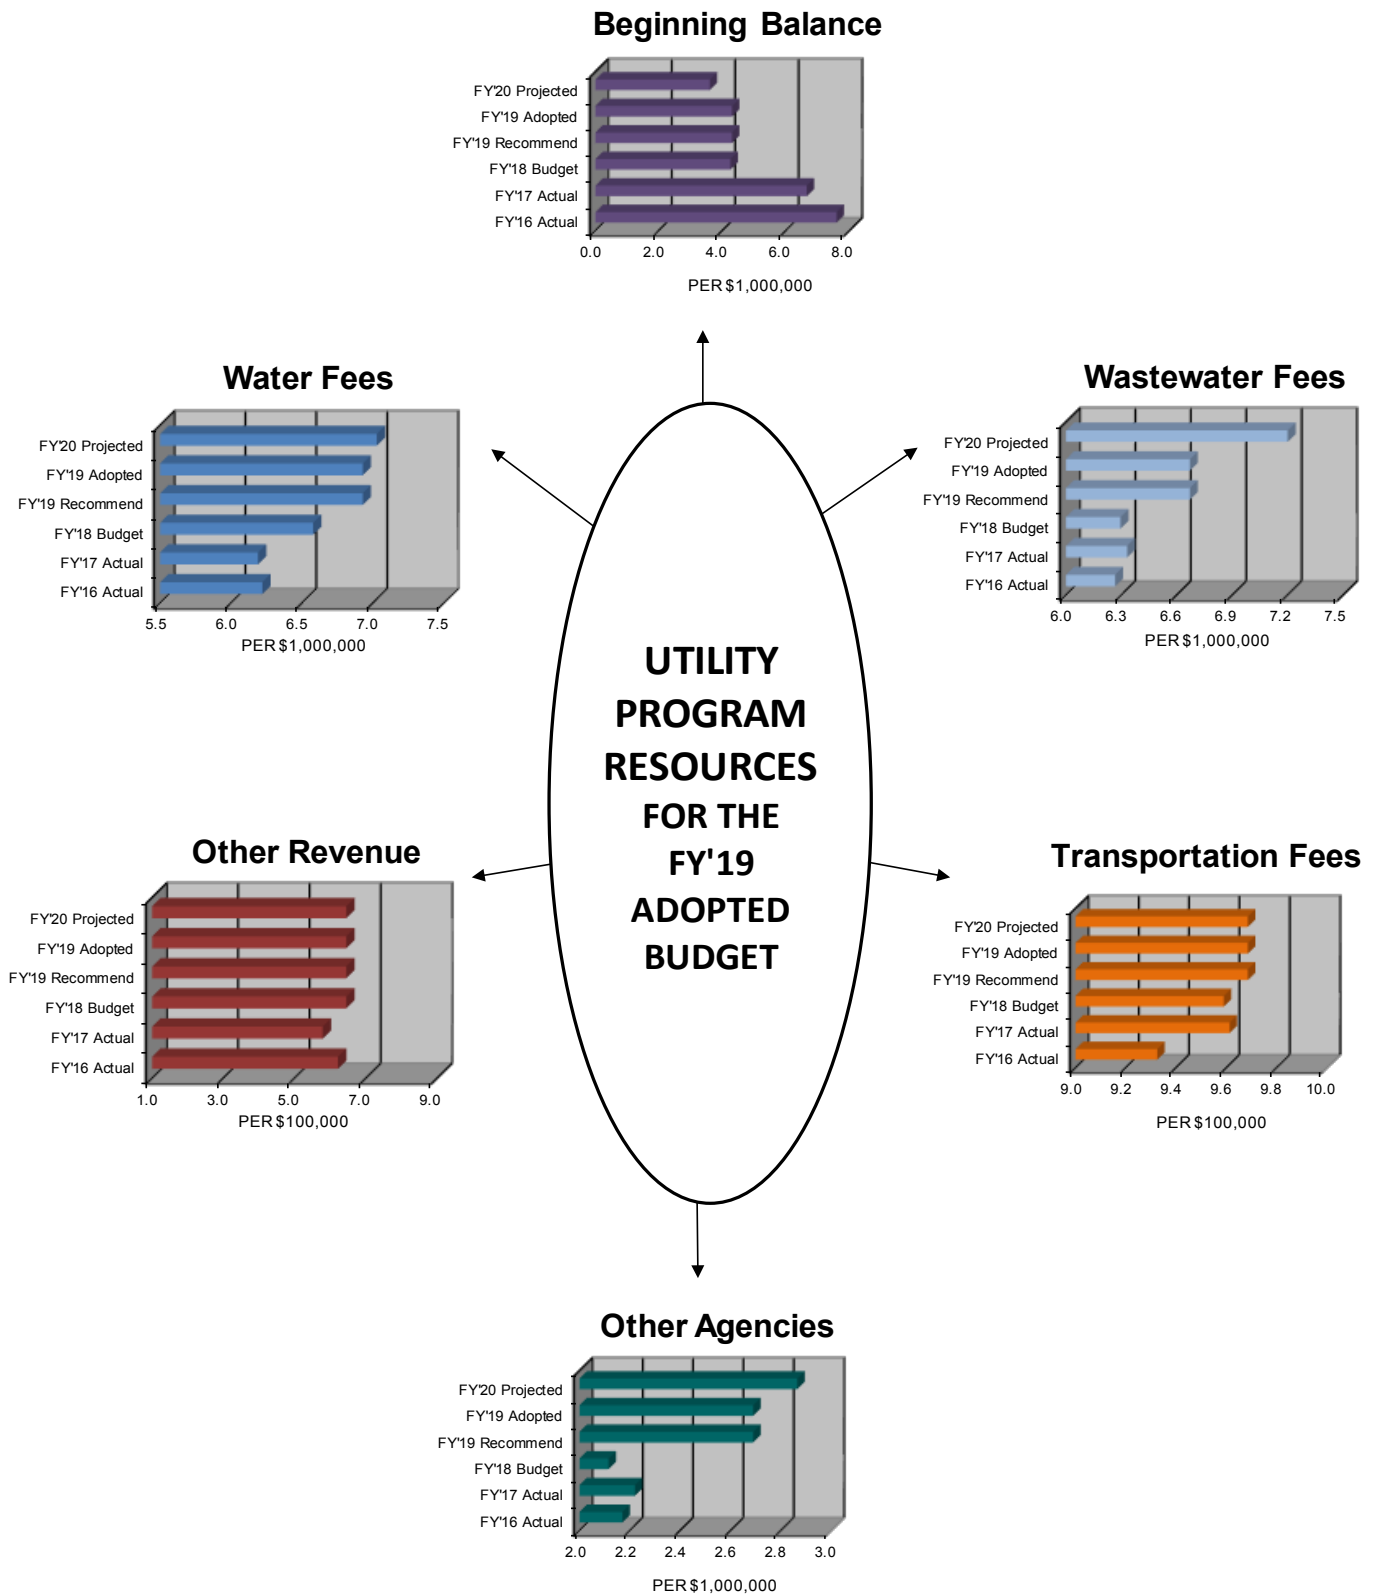 Beginning Balance
FY'20 Projected
FY'19 Adopted
FY'19 Recommend
FY'18 Budget
FY'17 Actual
FY'16 Actual
0.0 2.0 4.0 6.0 8.0
PER $1,000,000
Water Fees
FY'20 Projected
FY'19 Adopted
FY'19 Recommend
FY'18 Budget
FY'17 Actual
FY'16 Actual
5.5 6.0 6.5 7.0 7.5
PER $1,000,000
Wastewater Fees
FY'20 Projected
FY'19 Adopted
FY'19 Recommend
FY'18 Budget
FY'17 Actual
FY'16 Actual
6.0 6.3 6.6 6.9 7.2 7.5
PER $1,000,000
UTILITY
PROGRAM
RESOURCES
FOR THE
FY'19
ADOPTED
BUDGET
Other Revenue
FY'20 Projected
FY'19 Adopted
FY'19 Recommend
FY'18 Budget
FY'17 Actual
FY'16 Actual
1.0 3.0 5.0 7.0 9.0
PER $100,000
Transportation Fees
FY'20 Projected
FY'19 Adopted
FY'19 Recommend
FY'18 Budget
FY'17 Actual
FY'16 Actual
9.0 9.2 9.4 9.6 9.8 10.0
PER $100,000
Other Agencies
FY'20 Projected
FY'19 Adopted
FY'19 Recommend
FY'18 Budget
FY'17 Actual
FY'16 Actual
2.0 2.2 2.4 2.6 2.8 3.0
PER $1,000,000